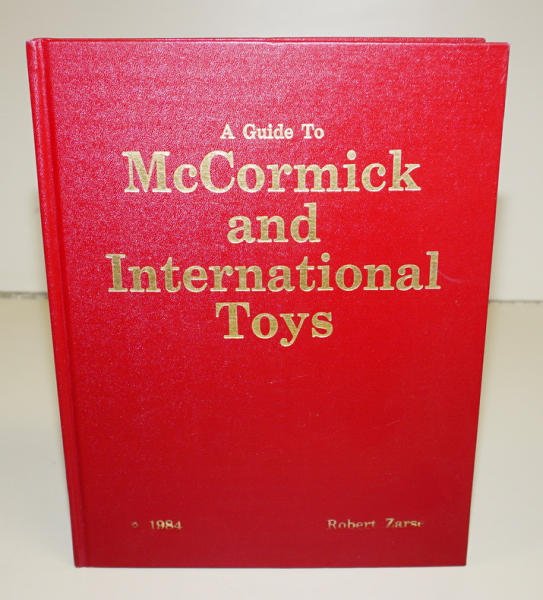 A Guide To
McCormick
and
International
Toys
© 1984 Robert Zarse